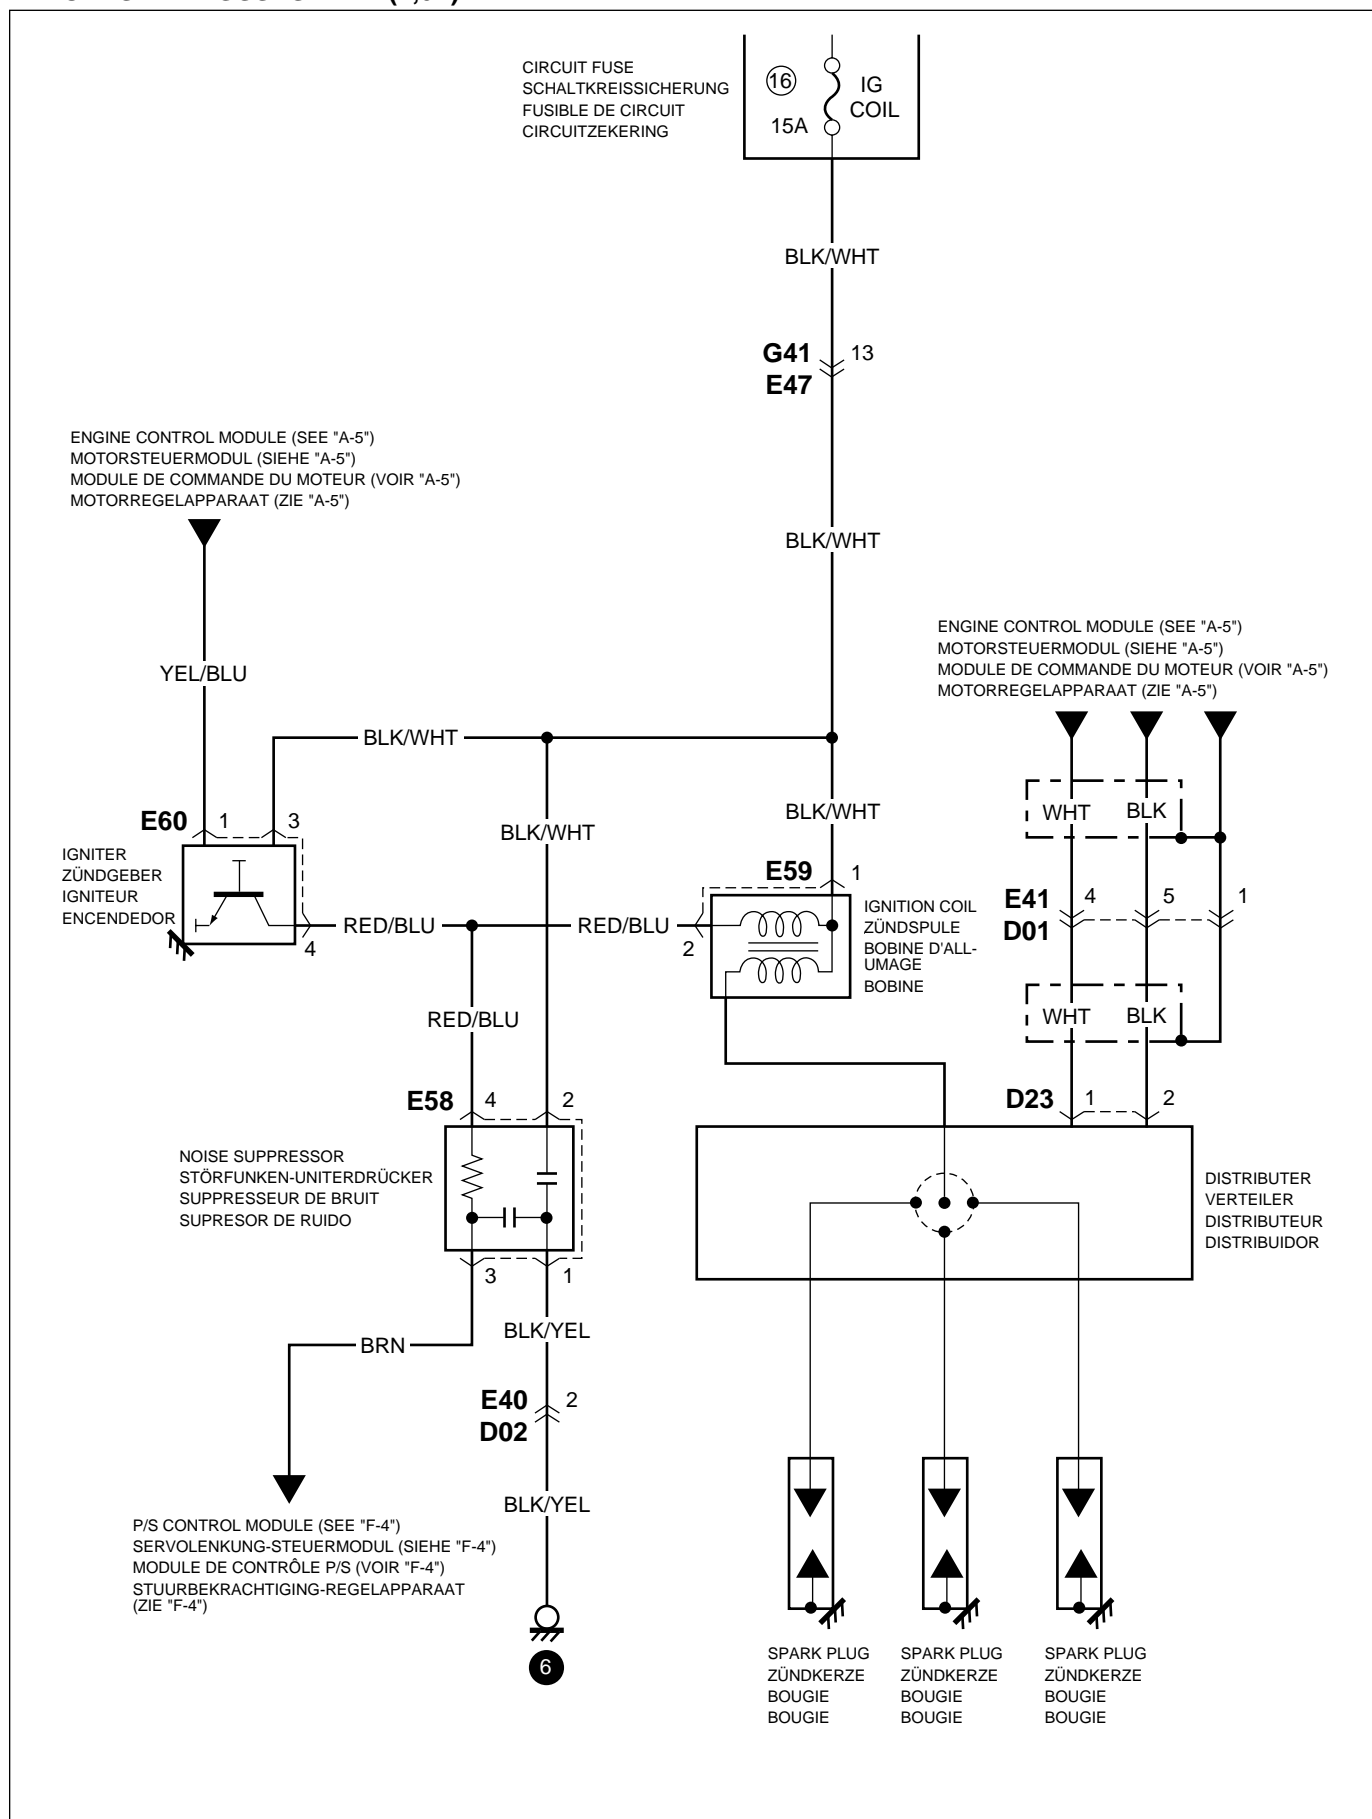 CIRCUIT FUSE
SCHALTKREISSICHERUNG
FUSIBLE DE CIRCUIT
CIRCUITZEKERING
16
15A
IG
COIL
BLK/WHT
G41
E47
13
ENGINE CONTROL MODULE (SEE "A-5")
MOTORSTEUERMODUL (SIEHE "A-5")
MODULE DE COMMANDE DU MOTEUR (VOIR "A-5")
MOTORREGELAPPARAAT (ZIE "A-5")
BLK/WHT
ENGINE CONTROL MODULE (SEE "A-5")
MOTORSTEUERMODUL (SIEHE "A-5")
MODULE DE COMMANDE DU MOTEUR (VOIR "A-5")
MOTORREGELAPPARAAT (ZIE "A-5")
YEL/BLU
BLK/WHT
BLK/WHT
BLK/WHT
WHT
BLK
E60
1
3
IGNITER
ZÜNDGEBER
IGNITEUR
ENCENDEDOR
4
RED/BLU
RED/BLU
2
E59
1
IGNITION COIL
ZÜNDSPULE
BOBINE D'ALL-
UMAGE
BOBINE
E41
D01
4
5
1
RED/BLU
WHT
BLK
E58
4
2
D23
1
2
NOISE SUPPRESSOR
STÖRFUNKEN-UNITERDRÜCKER
SUPPRESSEUR DE BRUIT
SUPRESOR DE RUIDO
DISTRIBUTER
VERTEILER
DISTRIBUTEUR
DISTRIBUIDOR
3
1
BRN
BLK/YEL
E40
D02
2
BLK/YEL
P/S CONTROL MODULE (SEE "F-4")
SERVOLENKUNG-STEUERMODUL (SIEHE "F-4")
MODULE DE CONTRÔLE P/S (VOIR "F-4")
STUURBEKRACHTIGING-REGELAPPARAAT
(ZIE "F-4")
6
SPARK PLUG
ZÜNDKERZE
BOUGIE
BOUGIE
SPARK PLUG
ZÜNDKERZE
BOUGIE
BOUGIE
SPARK PLUG
ZÜNDKERZE
BOUGIE
BOUGIE